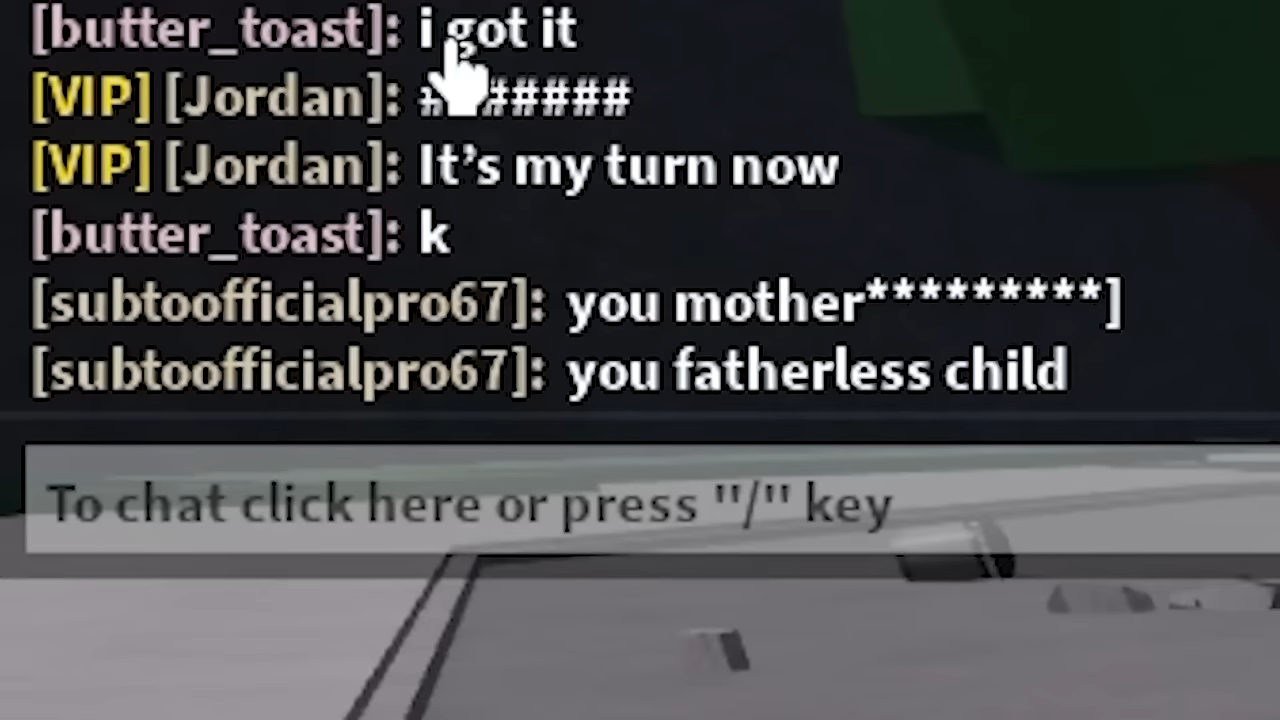 [butter_toast]: i got it
[VIP] [Jordan]: #######
[VIP] [Jordan]: It's my turn now
[butter_toast]: k
[subtoofficialpro67]: you mother*********]
[subtoofficialpro67]: you fatherless child
To chat click here or press "/" key